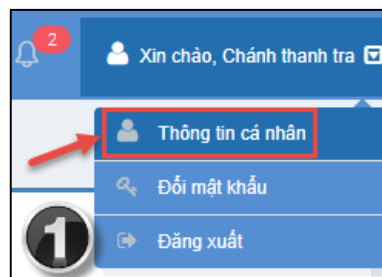 2
Xin chào, Chánh thanh tra
Thông tin cá nhân
Đổi mật khẩu
Đăng xuất
1